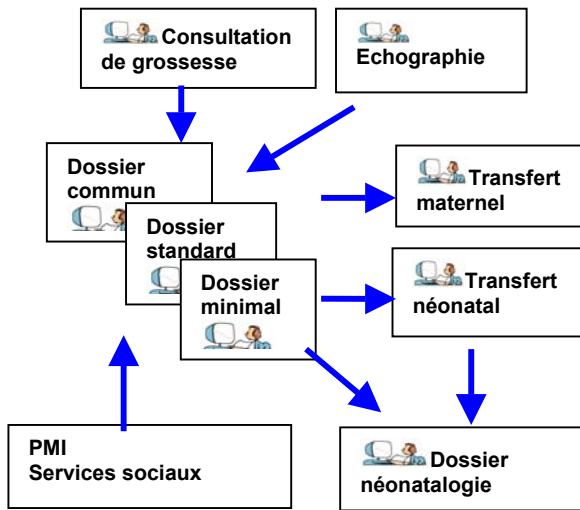 Consultation
de grossesse
Echographie
Dossier
commun
Dossier
standard
Dossier
minimal
Transfert
maternel
Transfert
néonatal
PMI
Services sociaux
Dossier
néonatalogie